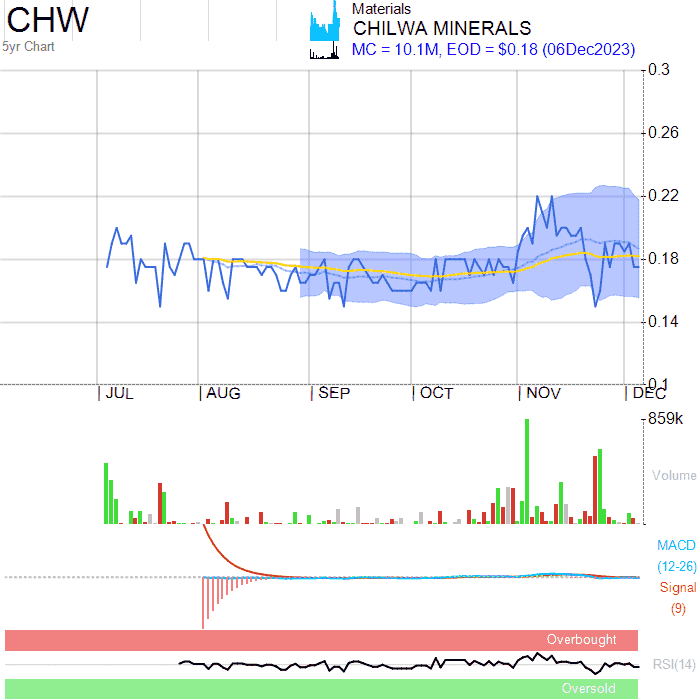 CHW
5yr Chart
Materials
CHILWA MINERALS
MC = 10.1M, EOD = $0.18 (06Dec2023)
0.3
0.26
0.22
0.18
0.14
0.1
JUL AUG SEP OCT NOV DEC
859k
Volume
MACD
(12-26)
Signal
(9)
Overbought
RSI(14)
Oversold